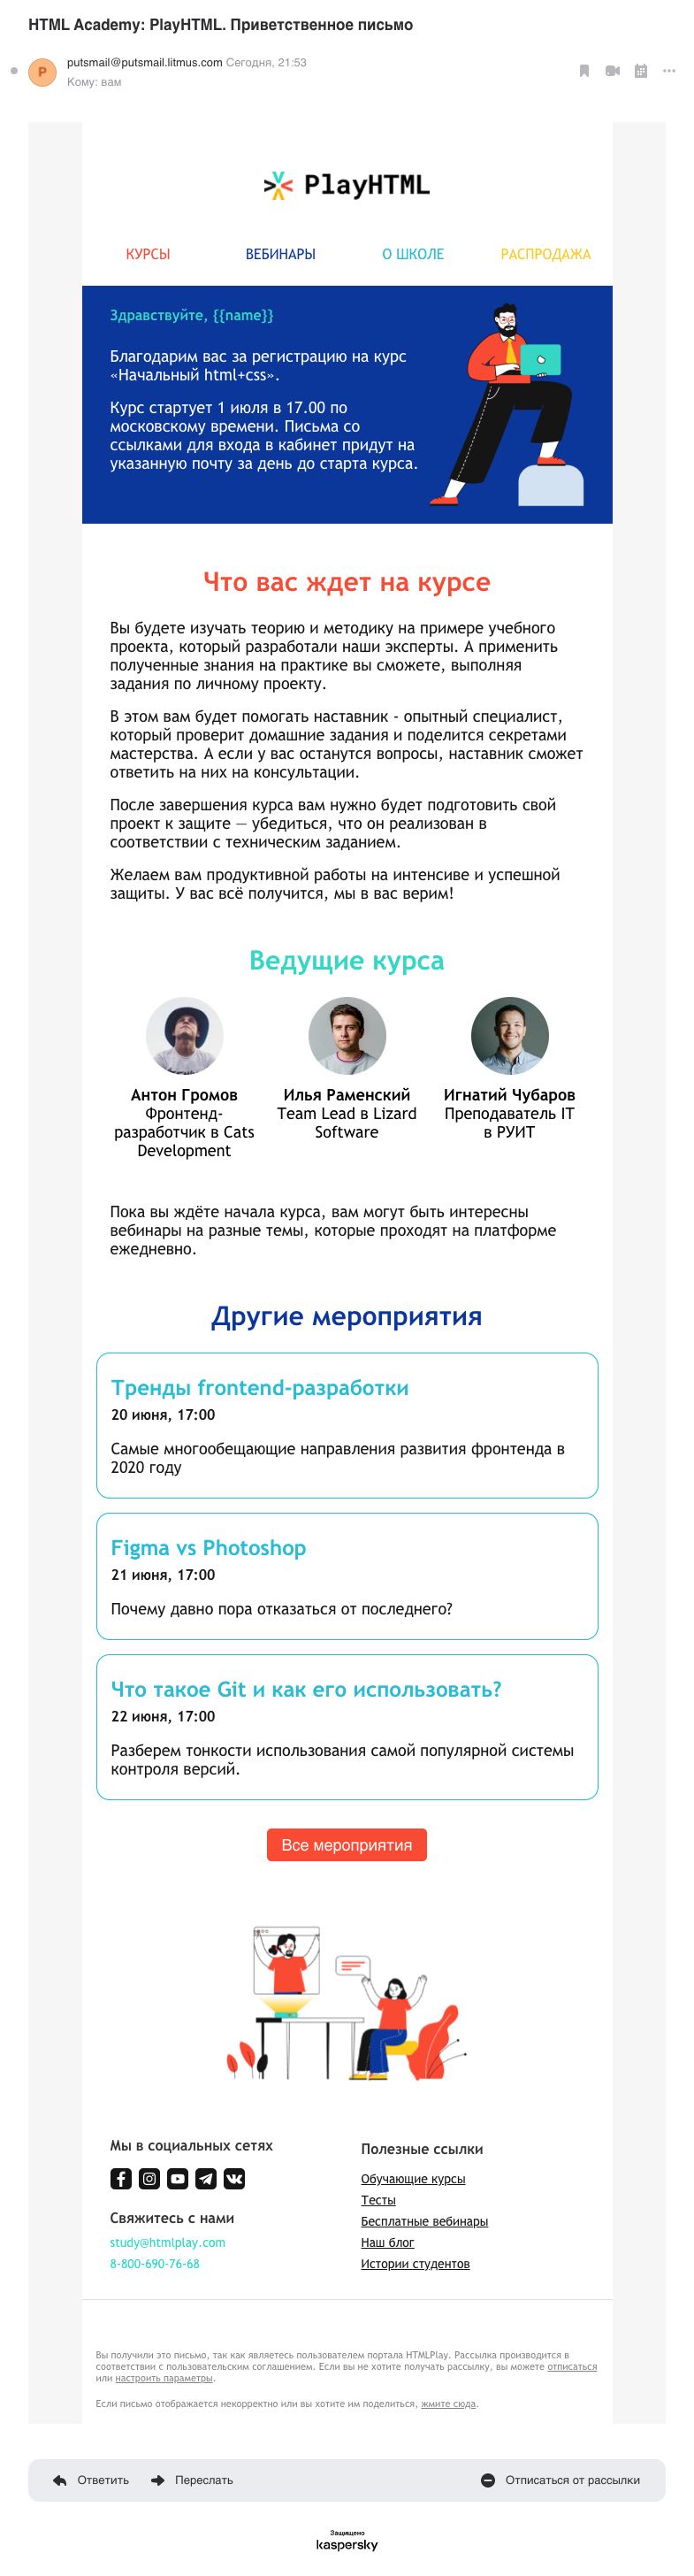 HTML Academy: PlayHTML. Приветственное письмо
P
putsmail@putsmail.litmus.com Сегодня, 21:53
Кому: вам
PlayHTML
КУРСЫ ВЕБИНАРЫ О ШКОЛЕ РАСПРОДАЖА
Здравствуйте, {{name}}
Благодарим вас за регистрацию на курс
«Начальный html+css».
Курс стартует 1 июля в 17.00 по
московскому времени. Письма со
ссылками для входа в кабинет придут на
указанную почту за день до старта курса.
Что вас ждет на курсе
Вы будете изучать теорию и методику на примере учебного
проекта, который разработали наши эксперты. А применить
полученные знания на практике вы сможете, выполняя
задания по личному проекту.
В этом вам будет помогать наставник - опытный специалист,
который проверит домашние задания и поделится секретами
мастерства. А если у вас останутся вопросы, наставник сможет
ответить на них на консультации.
После завершения курса вам нужно будет подготовить свой
проект к защите — убедиться, что он реализован в
соответствии с техническим заданием.
Желаем вам продуктивной работы на интенсиве и успешной
защиты. У вас всё получится, мы в вас верим!
Ведущие курса
Антон Громов
Фронтенд-
разработчик в Cats
Development
Илья Раменский
Team Lead в Lizard
Software
Игнатий Чубаров
Преподаватель IT
в РУИТ
Пока вы ждёте начала курса, вам могут быть интересны
вебинары на разные темы, которые проходят на платформе
ежедневно.
Другие мероприятия
Тренды frontend-разработки
20 июня, 17:00
Самые многообещающие направления развития фронтенда в
2020 году
Figma vs Photoshop
21 июня, 17:00
Почему давно пора отказаться от последнего?
Что такое Git и как его использовать?
22 июня, 17:00
Разберем тонкости использования самой популярной системы
контроля версий.
Все мероприятия
Мы в социальных сетях
Свяжитесь с нами
study@htmlplay.com
8-800-690-76-68
Полезные ссылки
Обучающие курсы
Тесты
Бесплатные вебинары
Наш блог
Истории студентов
Вы получили это письмо, так как являетесь пользователем портала HTMLPlay. Рассылка производится в
соответствии с пользовательским соглашением. Если вы не хотите получать рассылку, вы можете отписаться
или настроить параметры.
Если письмо отображается некорректно или вы хотите им поделиться, жмите сюда.
Ответить Переслать Отписаться от рассылки
Защищено
kaspersky